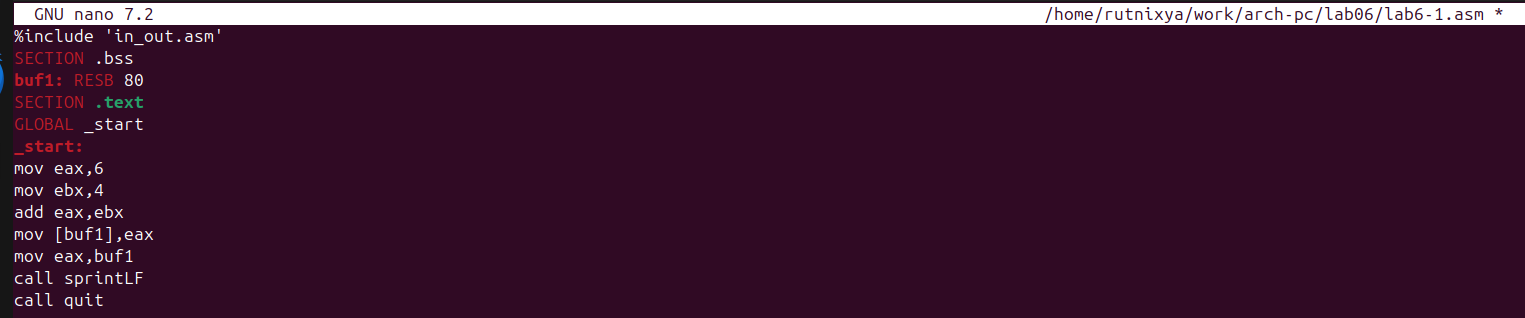 GNU nano 7.2 /home/rutnixya/work/arch-pc/lab06/lab6-1.asm *
%include 'in_out.asm'
SECTION .bss
buf1: RESB 80
SECTION .text
GLOBAL _start
_start:
mov eax,6
mov ebx,4
add eax,ebx
mov [buf1],eax
mov eax,buf1
call sprintLF
call quit